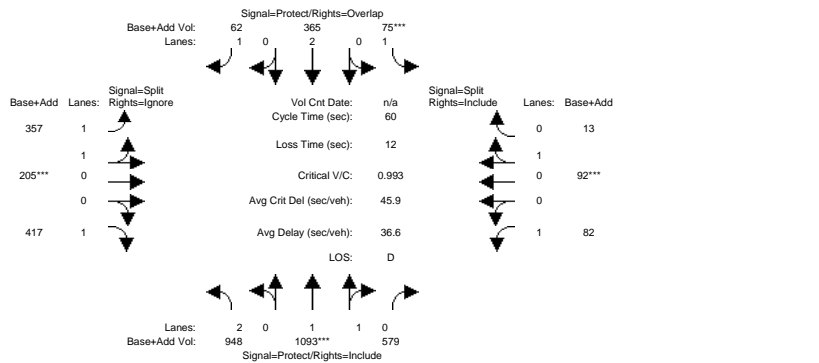 Signal=Protect/Rights=Overlap
Base+Add Vol: 62 365 75***
Lanes: 1 0 2 0 1
Signal=Split Signal=Split
Base+Add Lanes: Rights=Ignore Vol Cnt Date: n/a Rights=Include Lanes: Base+Add
Cycle Time (sec): 60
357 1 0 13
Loss Time (sec): 12
1 1
205*** 0 Critical V/C: 0.993 0 92***
0 Avg Crit Del (sec/veh): 45.9 0
417 1 Avg Delay (sec/veh): 36.6 1 82
LOS: D
Lanes: 2 0 1 1 0
Base+Add Vol: 948 1093*** 579
Signal=Protect/Rights=Include